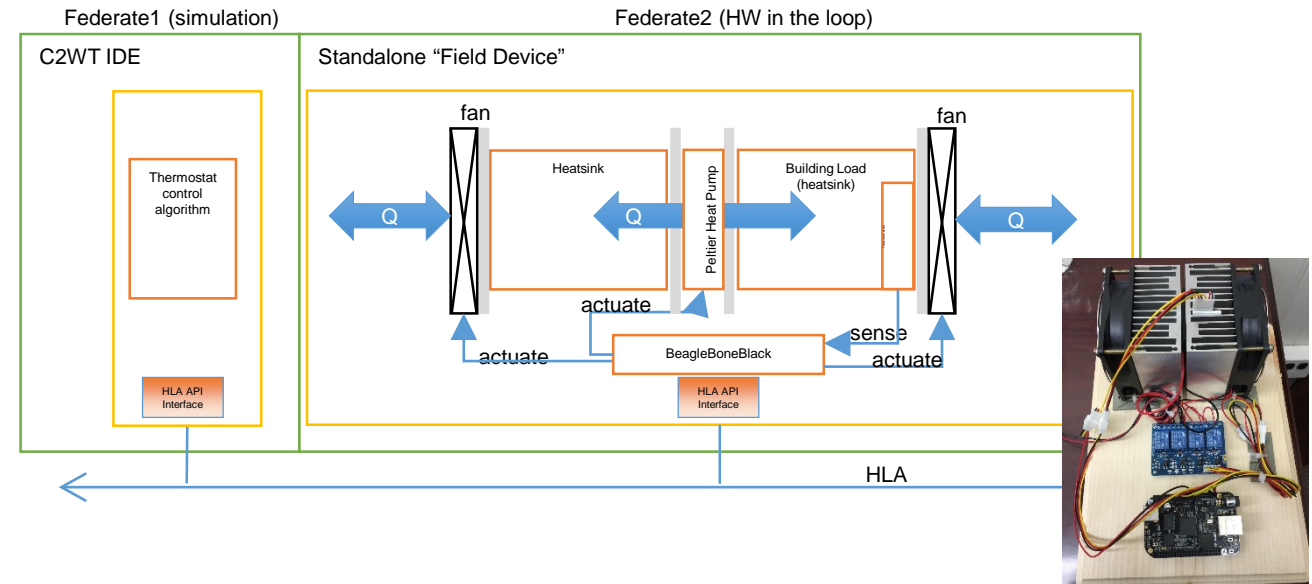 Federate1 (simulation)
Federate2 (HW in the loop)
C2WT IDE
Standalone “Field Device”
fan
fan
Thermostat
control
algorithm
Heatsink
Peltier Heat Pump
Building Load
(heatsink)
Q
Q
Q
actuate
sense
actuate
actuate
BeagleBoneBlack
HLA API
Interface
HLA API
Interface
HLA